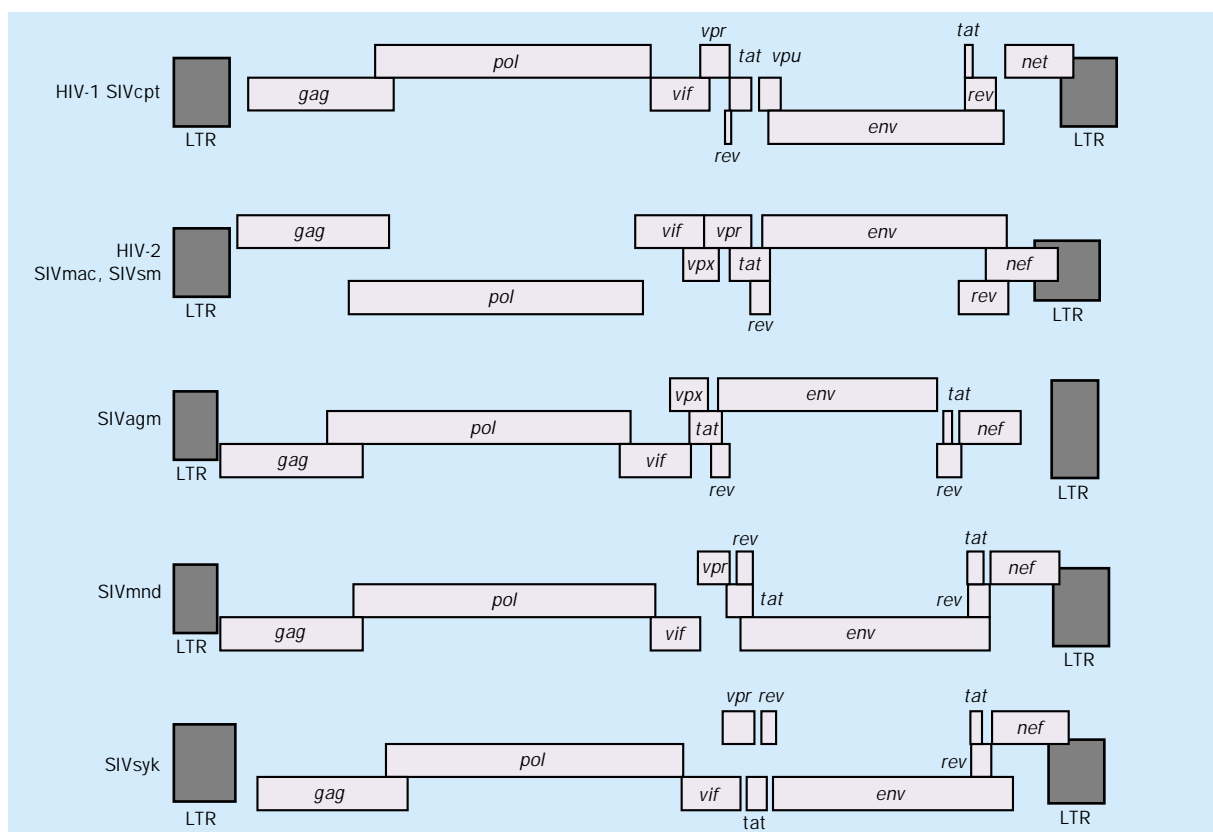 vpr
tat
pol
tat
vpu
net
HIV-1 SIVcpt
gag
vif
rev
env
LTR
LTR
rev
gag
vif
vpr
env
HIV-2
SIVmac, SIVsm
vpx
tat
nef
pol
rev
LTR
LTR
rev
vpx
env
tat
SIVagm
pol
tat
nef
LTR
gag
vif
rev
rev
LTR
rev
tat
vpr
nef
SIVmnd
pol
tat
rev
LTR
gag
vif
env
LTR
vpr
rev
tat
nef
SIVsyk
pol
rev
gag
vif
env
LTR
tat
LTR